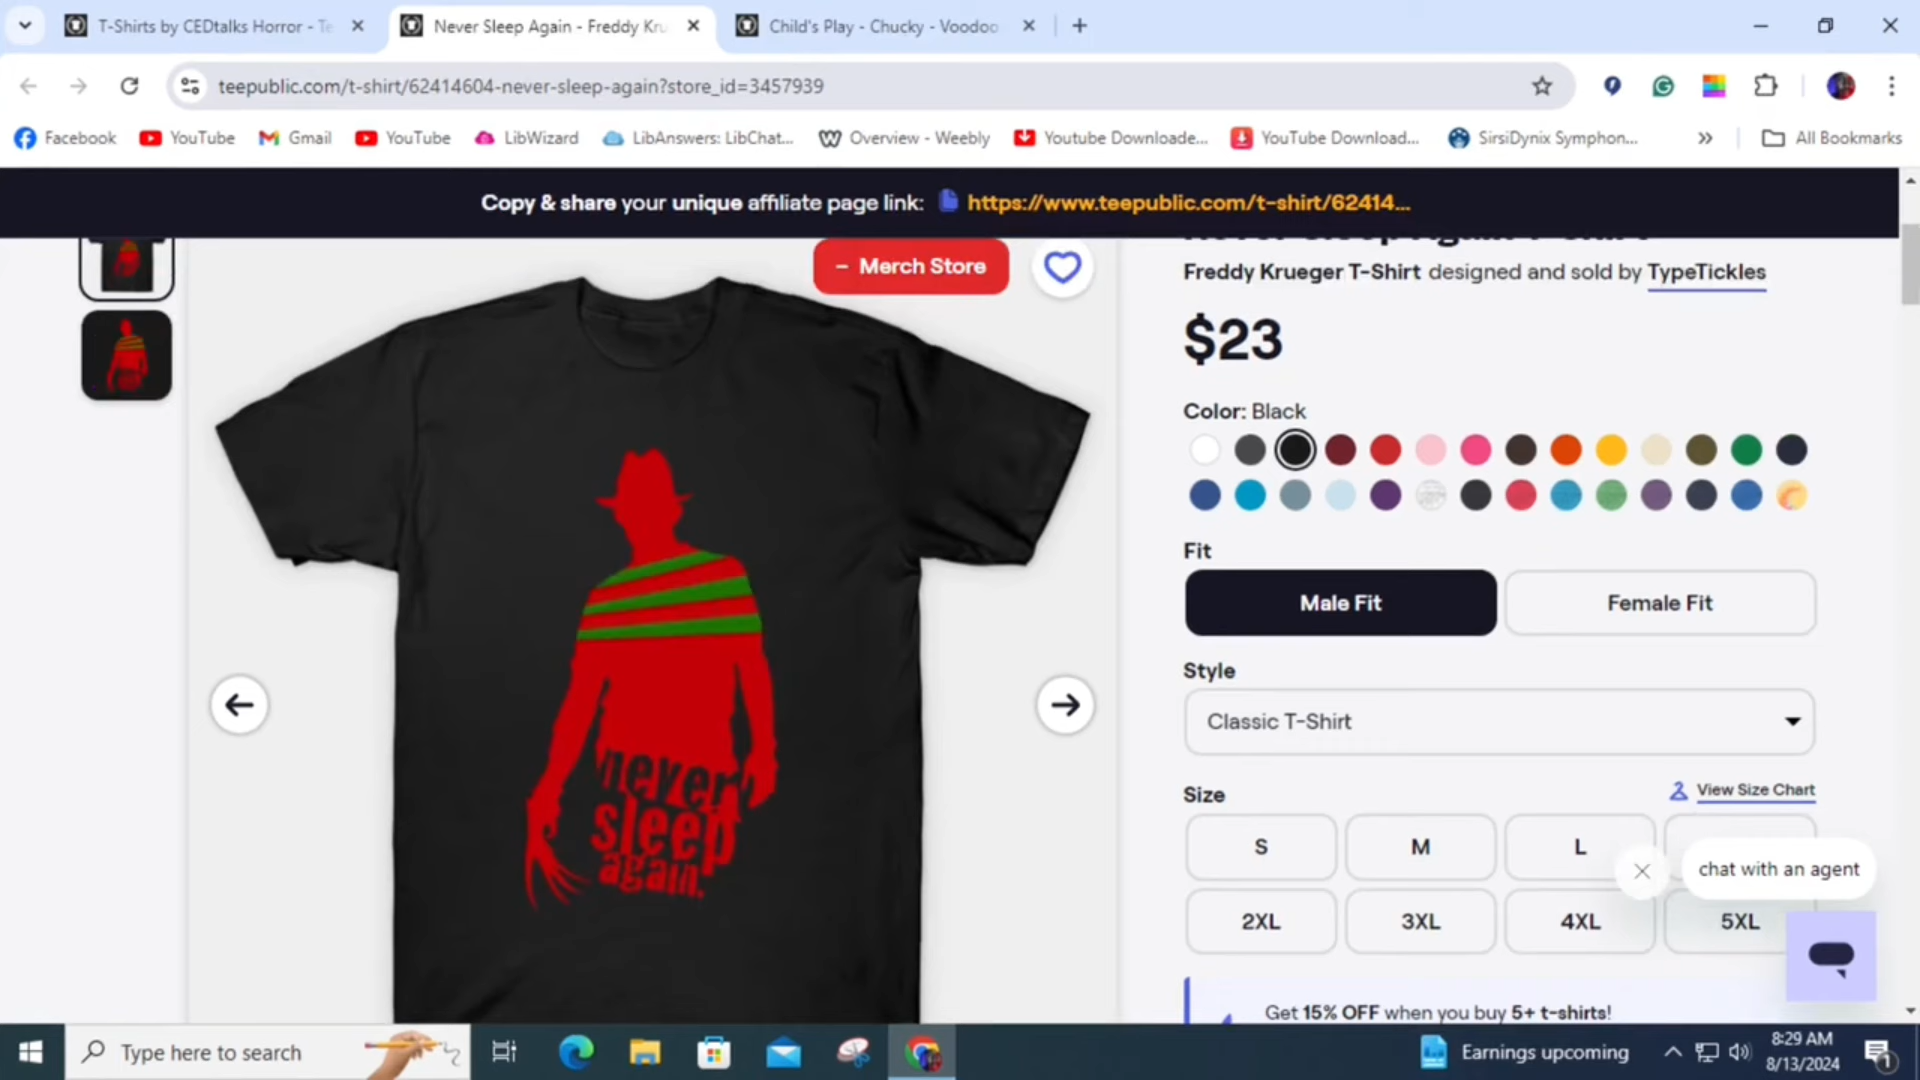 T-Shirts by CEDtalks Horror - Te
Never Sleep Again - Freddy Kru
Child's Play - Chucky - Voodoo
teepublic.com/t-shirt/62414604-never-sleep-again?store_id=3457939
Facebook
YouTube
Gmail
YouTube
LibWizard
LibAnswers: LibChat...
Overview - Weebly
Youtube Downloade...
YouTube Download...
SirsiDynix Symphon...
»
All Bookmarks
Copy & share your unique affiliate page link: https://www.teepublic.com/t-shirt/62414...
Never Sleep Again T-Shirt
– Merch Store
Freddy Krueger T-Shirt designed and sold by TypeTickles
$23
Color: Black
Fit
Male Fit
Female Fit
Style
Classic T-Shirt
Size
View Size Chart
S
M
L
2XL
3XL
4XL
5XL
chat with an agent
Get 15% OFF when you buy 5+ t-shirts!
never
sleep
again.
Type here to search
Earnings upcoming
8:29 AM
8/13/2024
1